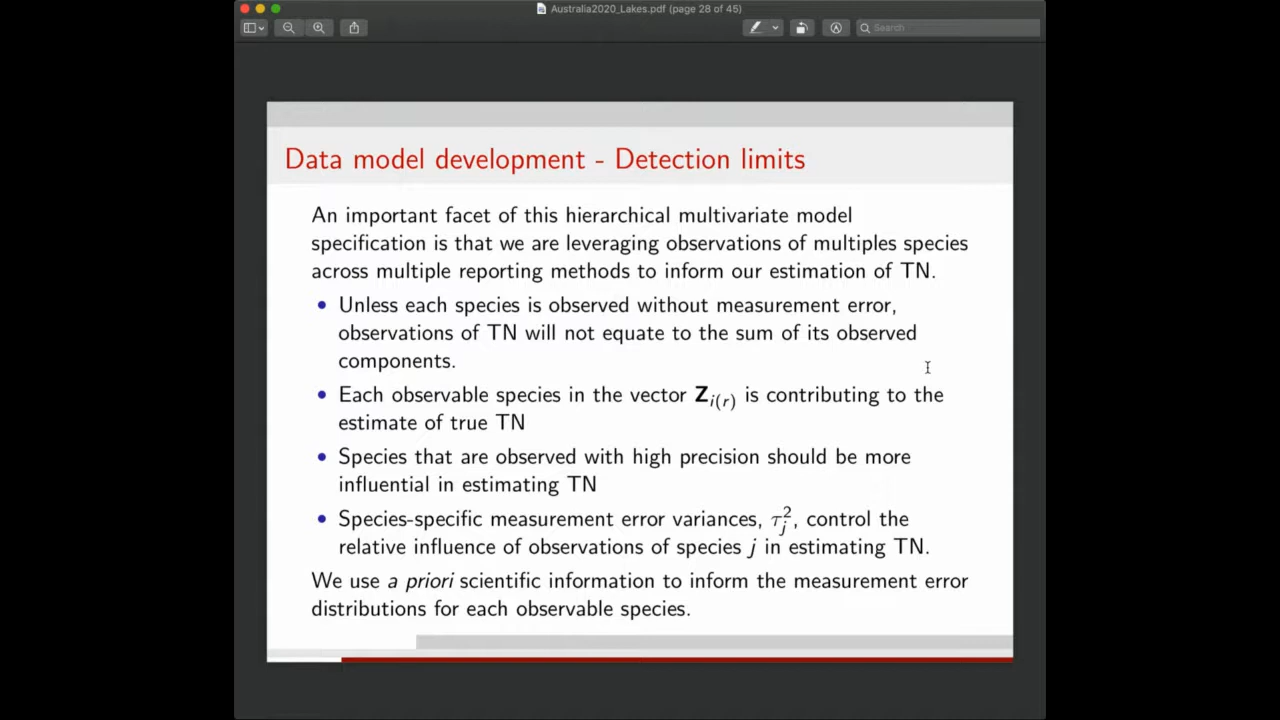 Australia2020_Lakes.pdf (page 28 of 45)
Search
Data model development - Detection limits
An important facet of this hierarchical multivariate model
specification is that we are leveraging observations of multiples species
across multiple reporting methods to inform our estimation of TN.
• Unless each species is observed without measurement error,
observations of TN will not equate to the sum of its observed
components.
• Each observable species in the vector Z_{i(r)} is contributing to the
estimate of true TN
• Species that are observed with high precision should be more
influential in estimating TN
• Species-specific measurement error variances, τ_j^2, control the
relative influence of observations of species j in estimating TN.
We use a priori scientific information to inform the measurement error
distributions for each observable species.